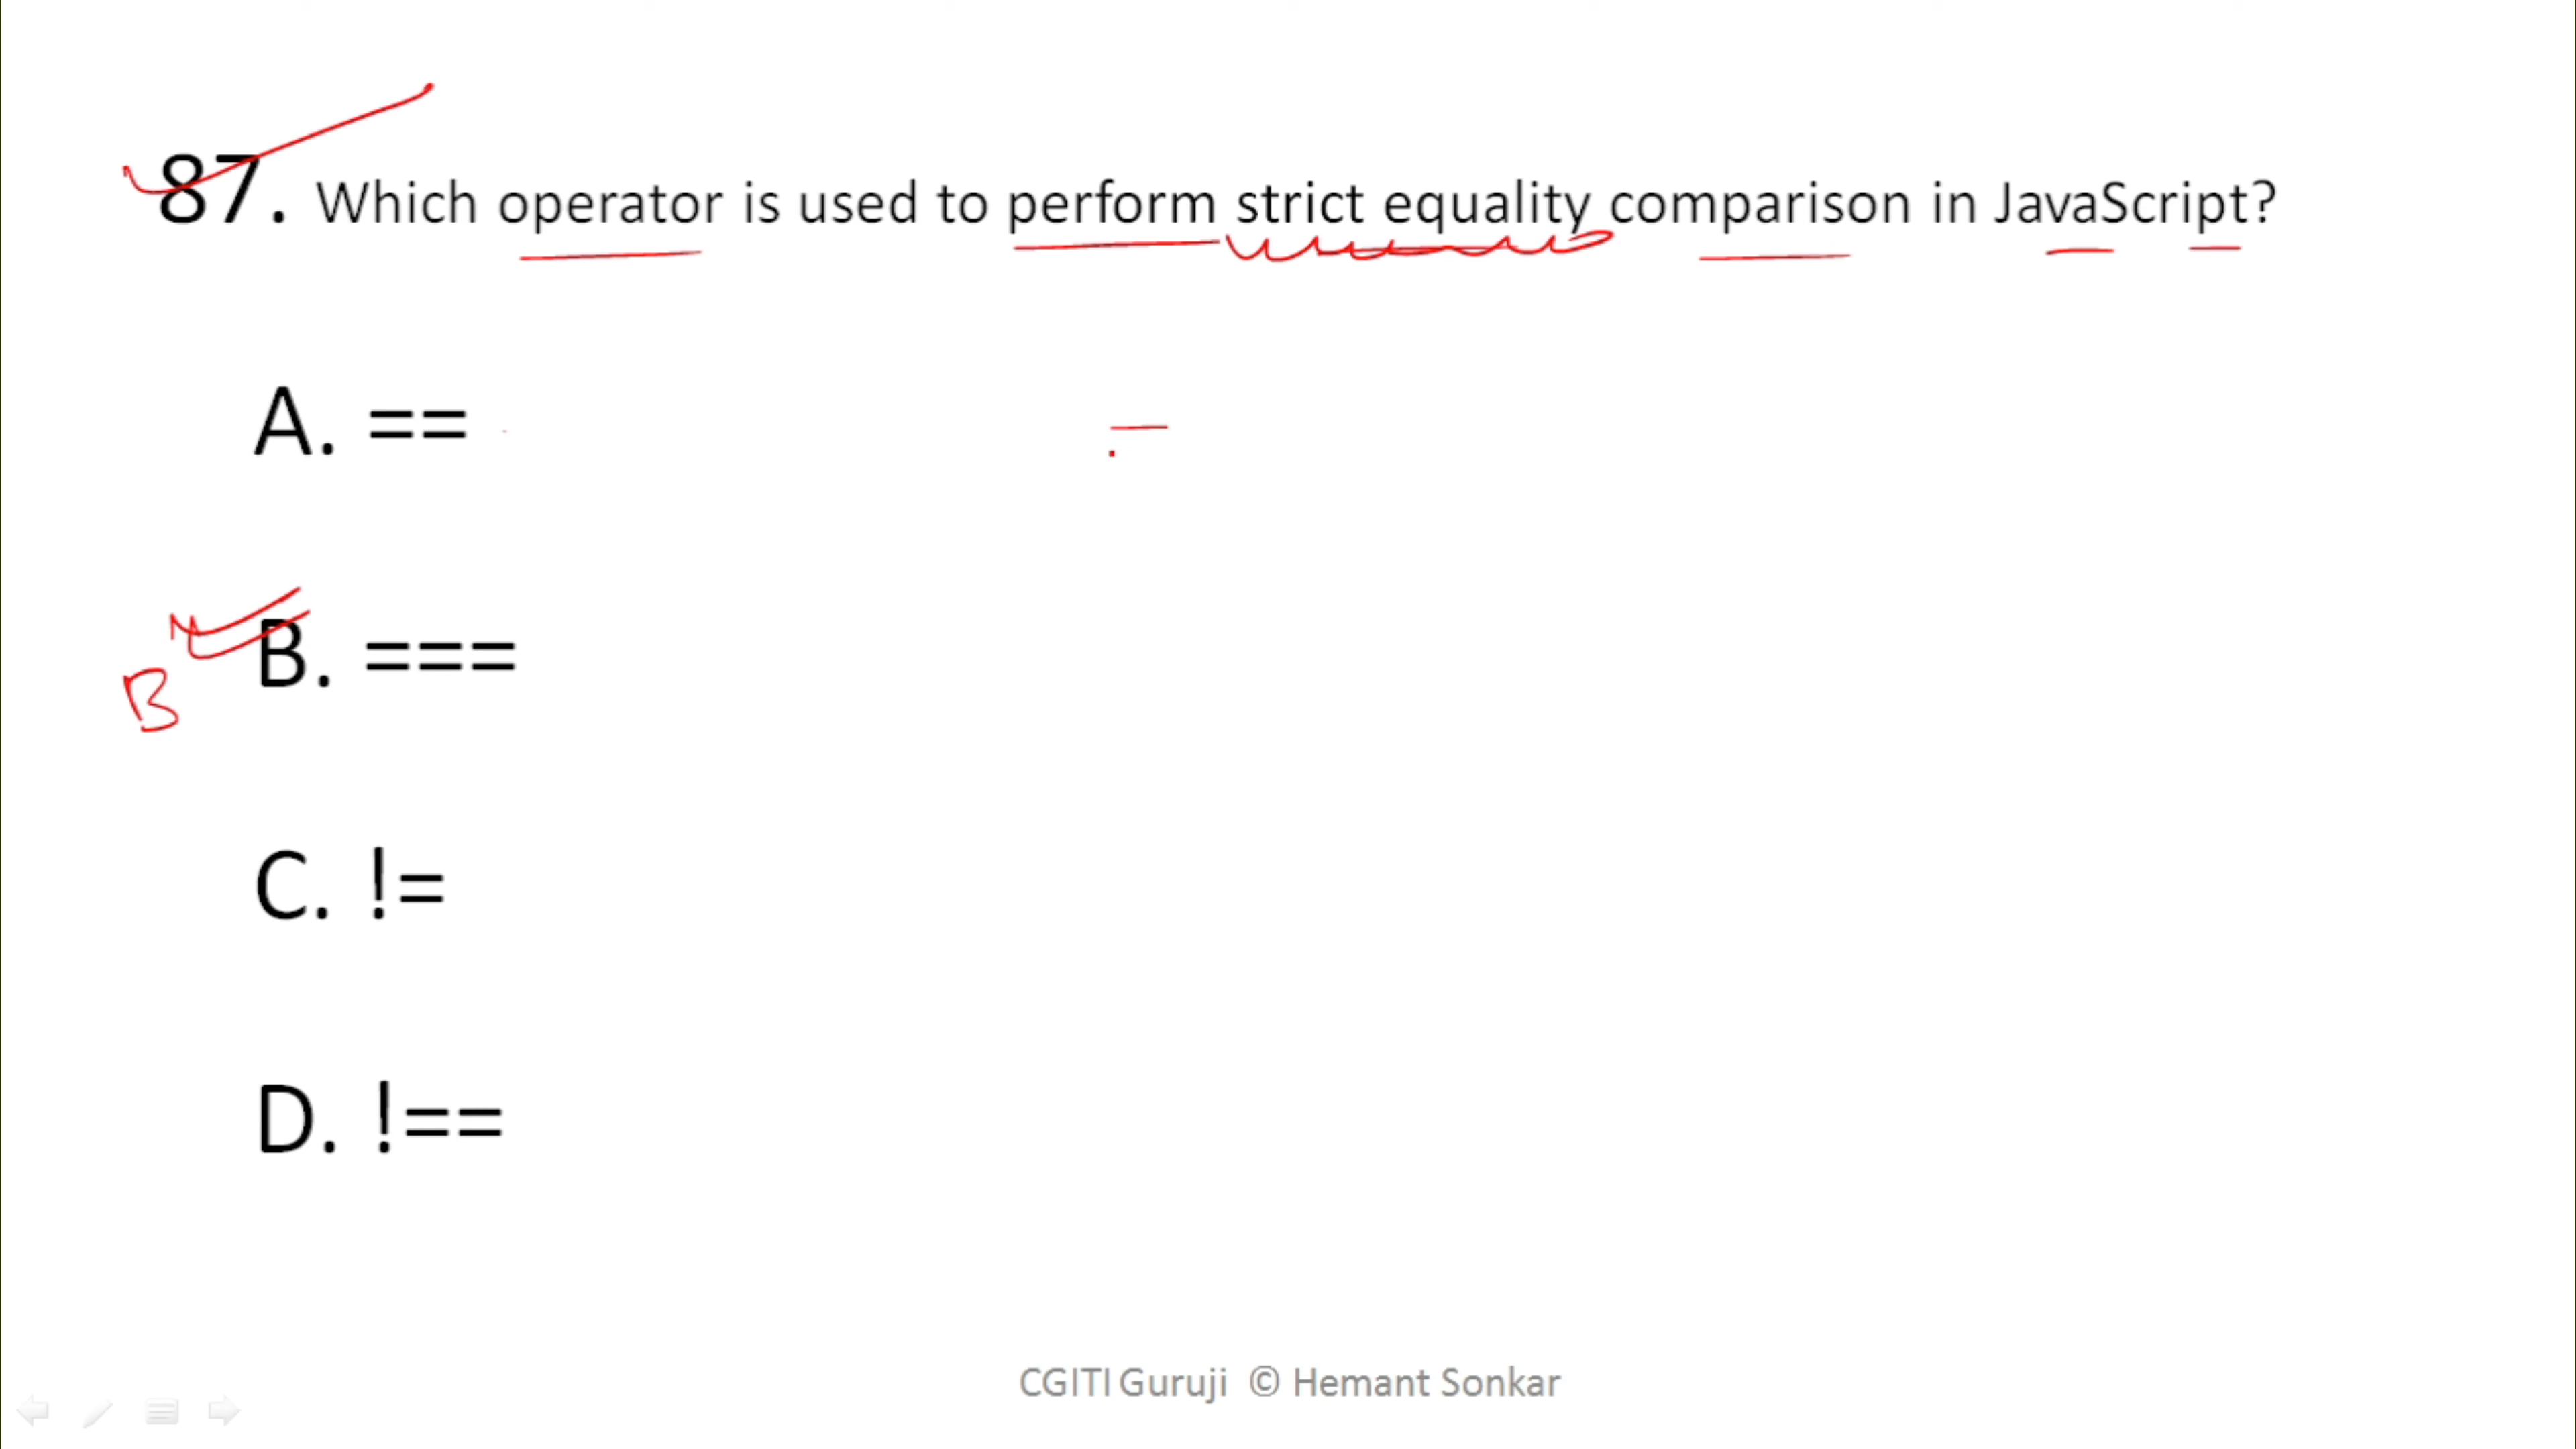 87. Which operator is used to perform strict equality comparison in JavaScript?
A. ==
B. ===
B
C. !=
D. !==
CGITI Guruji © Hemant Sonkar